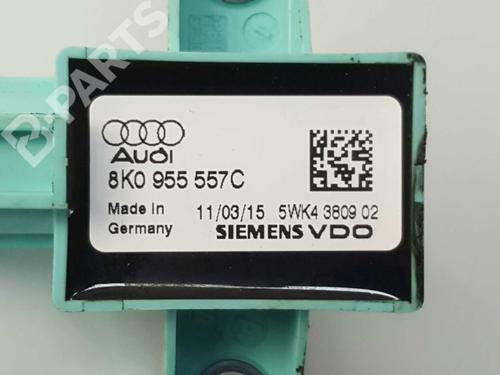 B-PARTS
Audi
8K0 955 557C
Made In
Germany
11/03/15 5WK4 3809 02
SIEMENS VDO